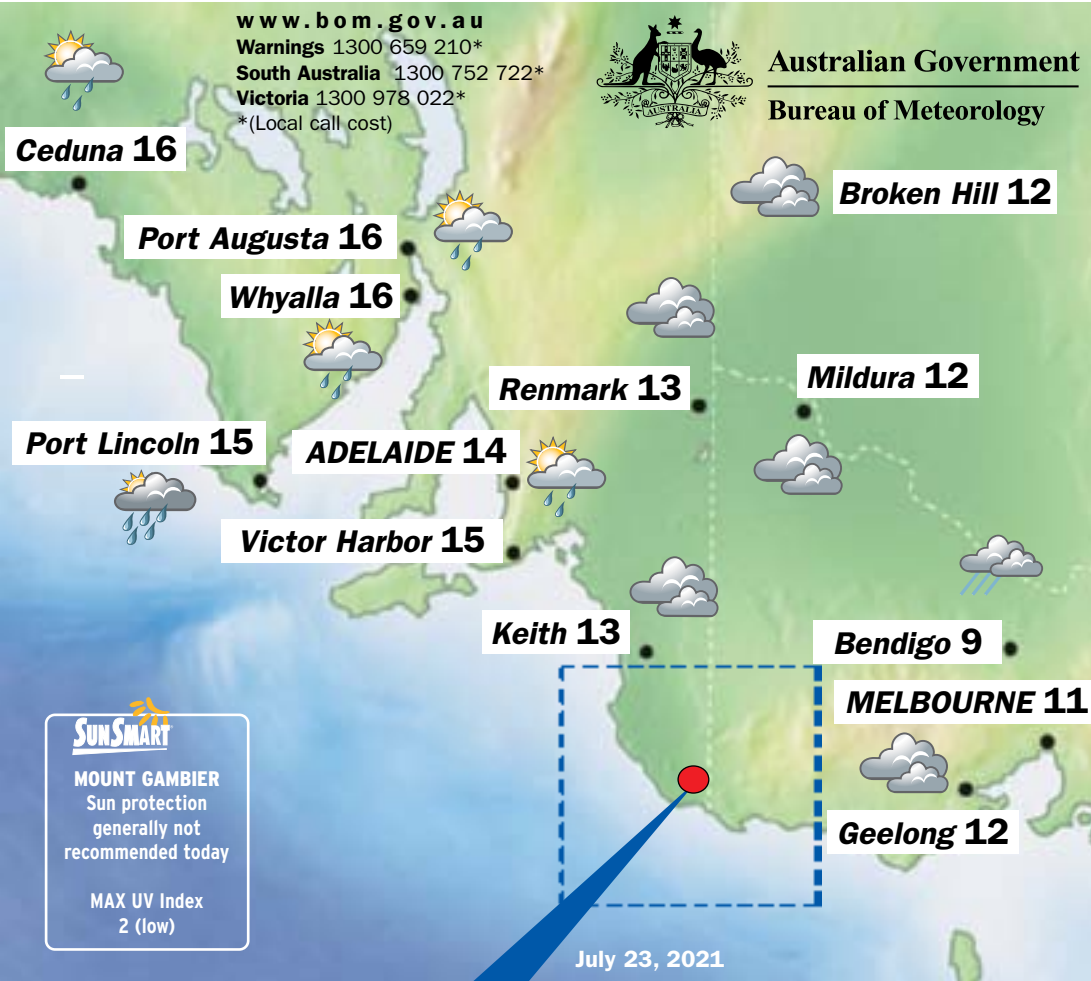 www.bom.gov.au
Warnings 1300 659 210*
South Australia 1300 752 722*
Victoria 1300 978 022*
*(Local call cost)
AUSTRALIA
Australian Government
Bureau of Meteorology
Ceduna 16
Broken Hill 12
Port Augusta 16
Whyalla 16
Renmark 13
Mildura 12
Port Lincoln 15
ADELAIDE 14
Victor Harbor 15
Keith 13
Bendigo 9
MELBOURNE 11
Geelong 12
SUNSMART
MOUNT GAMBIER
Sun protection
generally not
recommended today
MAX UV Index
2 (low)
July 23, 2021